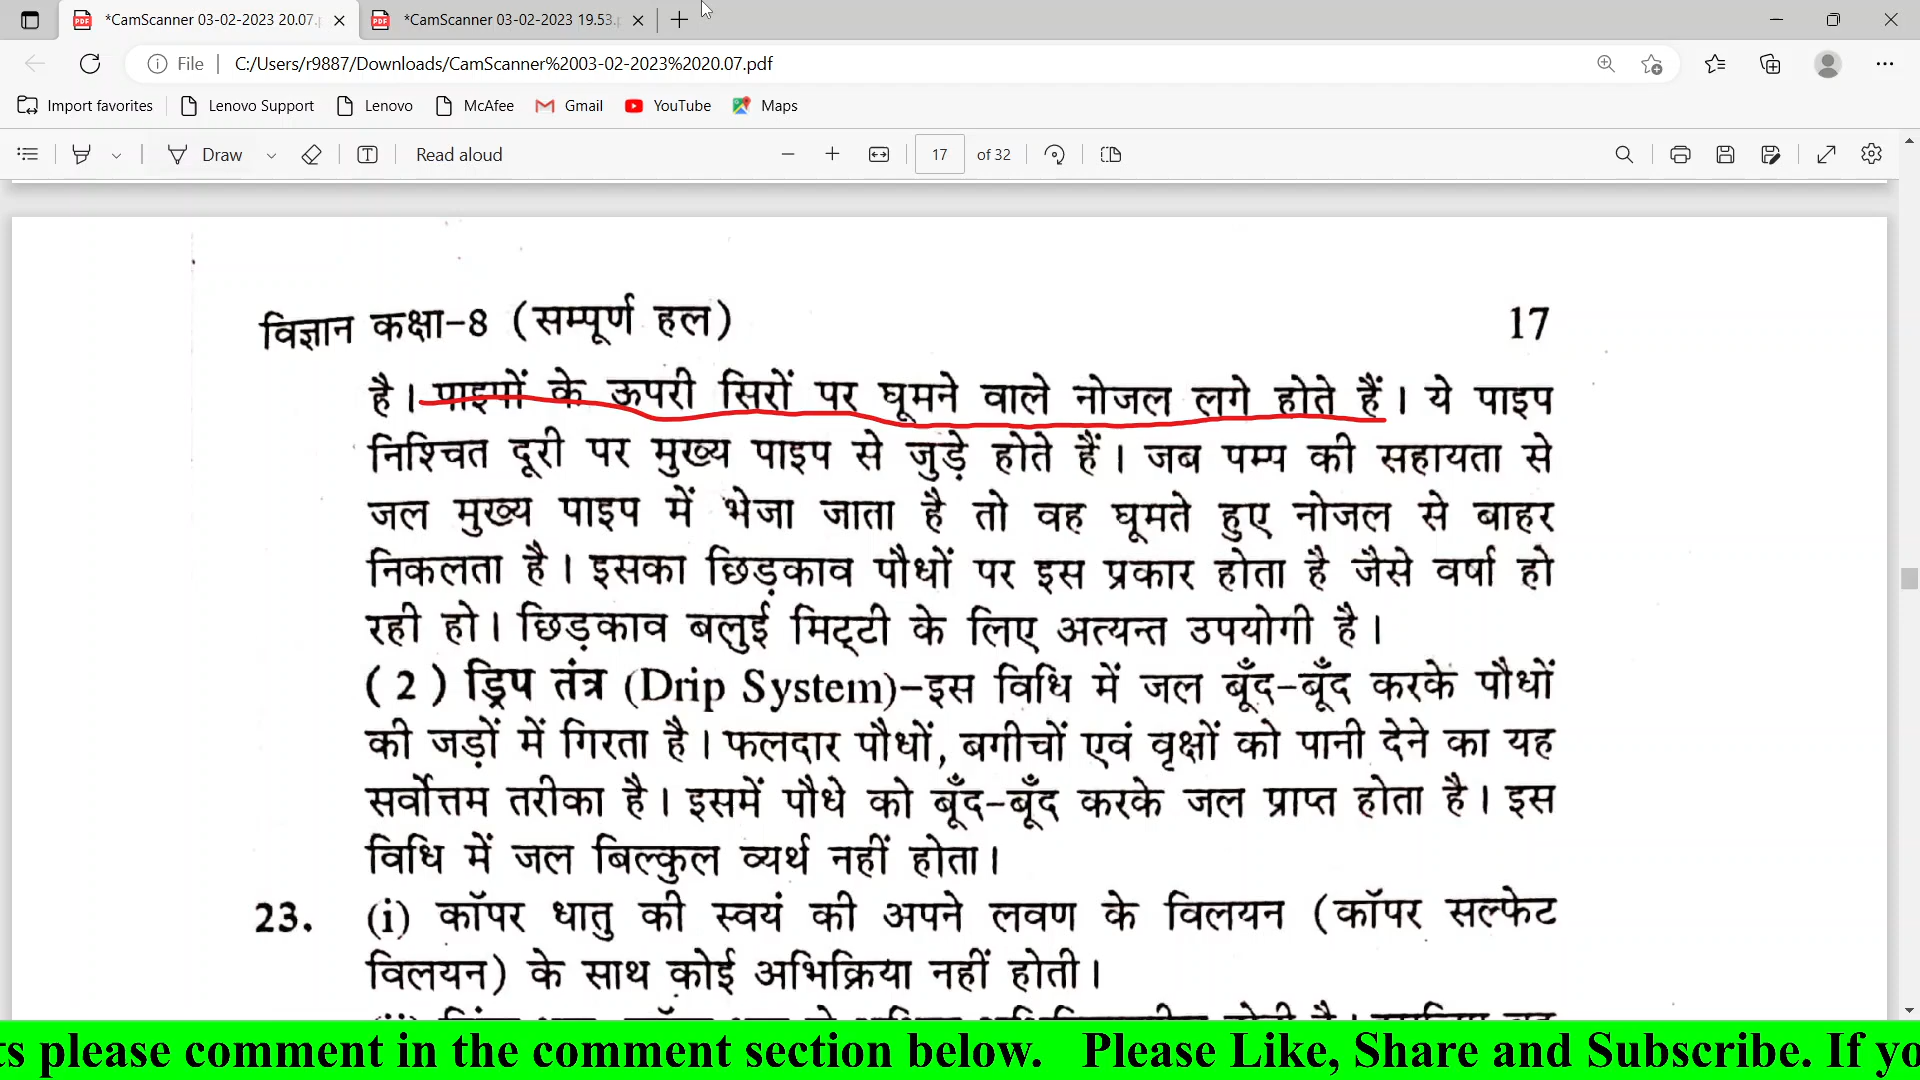 *CamScanner 03-02-2023 20.07.p
*CamScanner 03-02-2023 19.53.p
File
C:/Users/r9887/Downloads/CamScanner%2003-02-2023%2020.07.pdf
Import favorites
Lenovo Support
Lenovo
McAfee
Gmail
YouTube
Maps
Draw
Read aloud
17 of 32
विज्ञान कक्षा-8 (सम्पूर्ण हल) 17
है। पाइपों के ऊपरी सिरों पर घूमने वाले नोजल लगे होते हैं। ये पाइप
निश्चित दूरी पर मुख्य पाइप से जुड़े होते हैं। जब पम्प की सहायता से
जल मुख्य पाइप में भेजा जाता है तो वह घूमते हुए नोजल से बाहर
निकलता है। इसका छिड़काव पौधों पर इस प्रकार होता है जैसे वर्षा हो
रही हो। छिड़काव बलुई मिट्टी के लिए अत्यन्त उपयोगी है।
(2) ड्रिप तंत्र (Drip System)-इस विधि में जल बूँद-बूँद करके पौधों
की जड़ों में गिरता है। फलदार पौधों, बगीचों एवं वृक्षों को पानी देने का यह
सर्वोत्तम तरीका है। इसमें पौधे को बूँद-बूँद करके जल प्राप्त होता है। इस
विधि में जल बिल्कुल व्यर्थ नहीं होता।
23. (i) कॉपर धातु की स्वयं की अपने लवण के विलयन (कॉपर सल्फेट
विलयन) के साथ कोई अभिक्रिया नहीं होती।
ts please comment in the comment section below. Please Like, Share and Subscribe. If yo